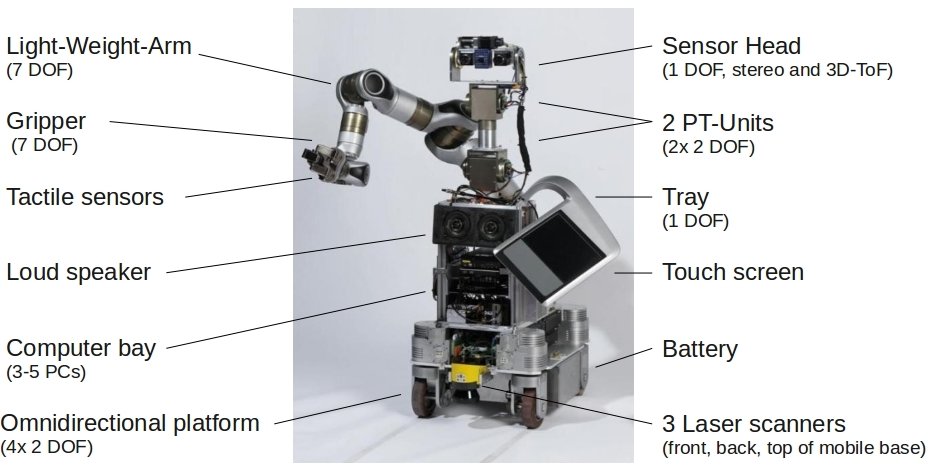 Light-Weight-Arm
(7 DOF)
Gripper
(7 DOF)
Tactile sensors
Loud speaker
Computer bay
(3-5 PCs)
Omnidirectional platform
(4x 2 DOF)
Sensor Head
(1 DOF, stereo and 3D-ToF)
2 PT-Units
(2x 2 DOF)
Tray
(1 DOF)
Touch screen
Battery
3 Laser scanners
(front, back, top of mobile base)